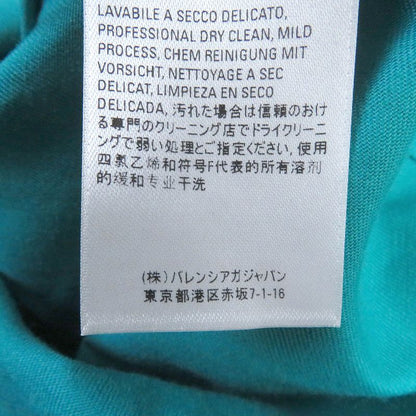 LAVABILE A SECCO DELICATO,
PROFESSIONAL DRY CLEAN, MILD
PROCESS, CHEM REINIGUNG MIT
VORSICHT, NETTOYAGE A SEC
DELICAT, LIMPIEZA EN SECO
DELICADA, 汚れた場合は信頼のおけ
る専門のクリーニング店でドライクリーニ
ングで弱い処理とご指定ください, 使用
四氯乙烯和符号F代表的所有溶剂
的缓和专业干洗
(株) バレンシアガジャパン
東京都港区赤坂7-1-16